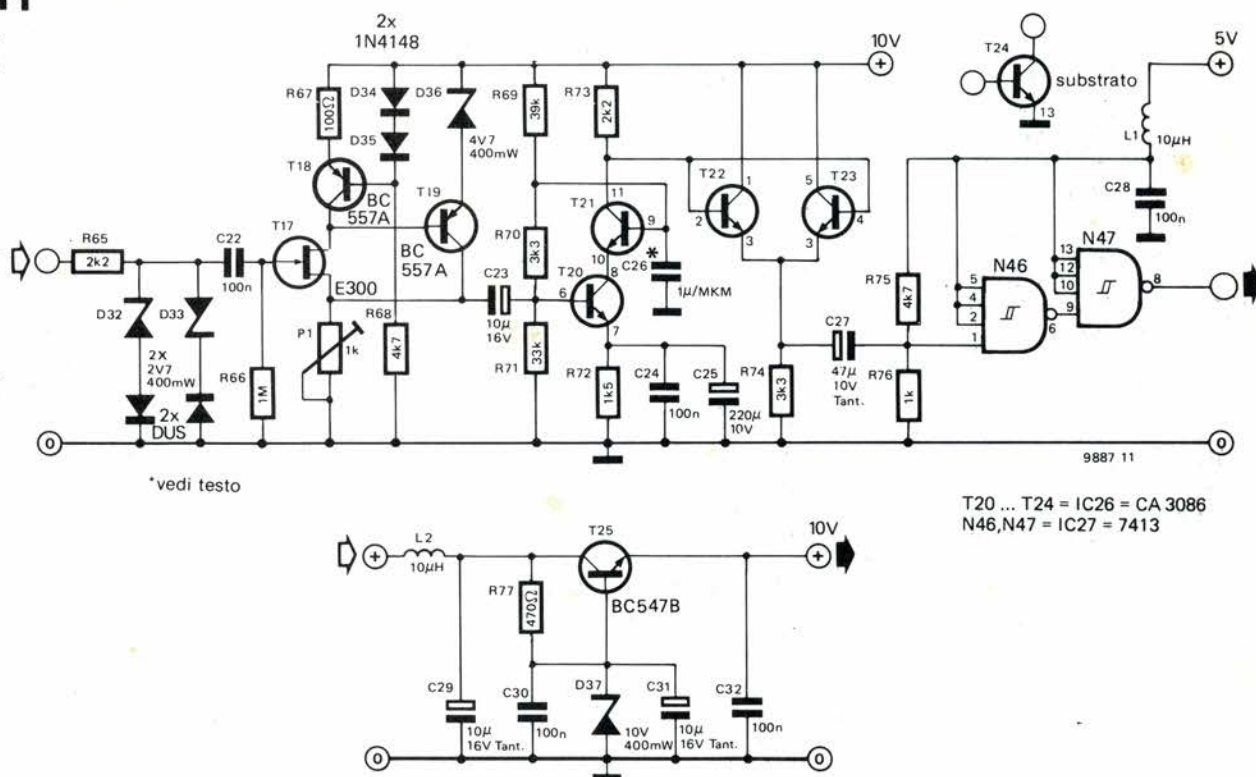 11
2x
1N4148
10V
T24
substrato
13
5V
L1
10µH
R67
100Ω
D34
D35
D36
4V7
400mW
R69
39k
R73
2k2
T18
BC
557A
T19
BC
557A
T17
E300
R65
2k2
C22
100n
D32
D33
2x
2V7
400mW
2x
DUS
R66
1M
P1
1k
R68
4k7
C23
10µ
16V
R70
3k3
R71
33k
T21
11
9
10
T20
8
6
7
C26
*
1µ/MKM
R72
1k5
C24
100n
C25
220µ
10V
T22
1
2
3
T23
5
4
3
R74
3k3
C27
47µ
10V
Tant.
R75
4k7
R76
1k
C28
100n
N46
5
4
2
1
6
N47
13
12
10
9
8
0
0
9887 11
*vedi testo
T20 ... T24 = IC26 = CA 3086
N46,N47 = IC27 = 7413
L2
10µH
T25
BC547B
10V
R77
470Ω
C29
10µ
16V Tant.
C30
100n
D37
10V
400mW
C31
10µ
16V Tant.
C32
100n
0
0